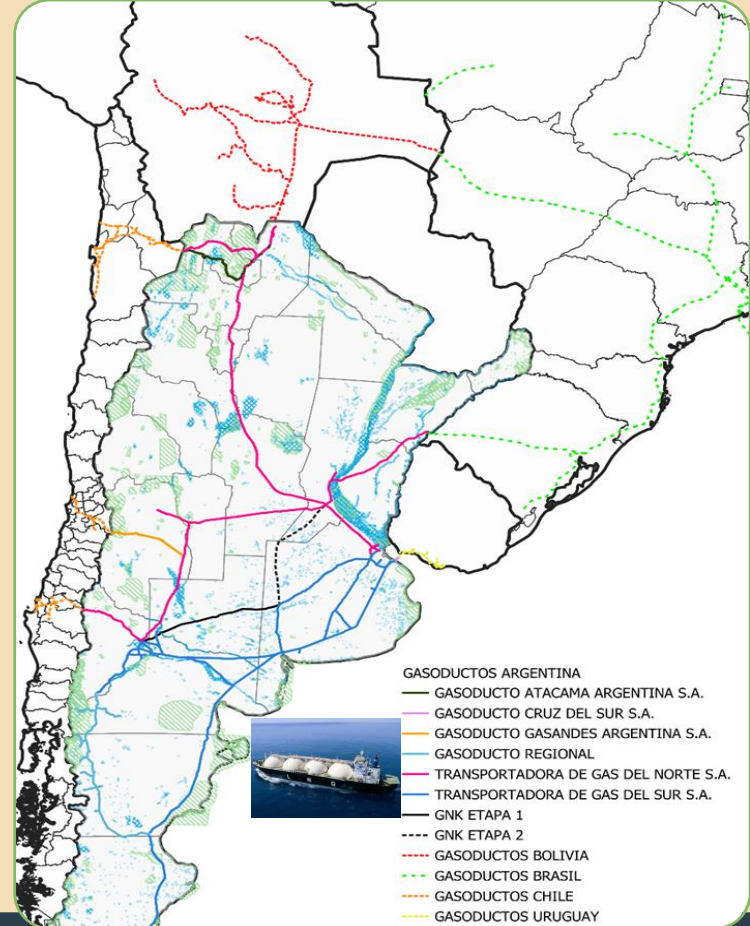 GASODUCTOS ARGENTINA
GASODUCTO ATACAMA ARGENTINA S.A.
GASODUCTO CRUZ DEL SUR S.A.
GASODUCTO GASANDES ARGENTINA S.A.
GASODUCTO REGIONAL
TRANSPORTADORA DE GAS DEL NORTE S.A.
TRANSPORTADORA DE GAS DEL SUR S.A.
GNK ETAPA 1
GNK ETAPA 2
GASODUCTOS BOLIVIA
GASODUCTOS BRASIL
GASODUCTOS CHILE
GASODUCTOS URUGUAY
L N G